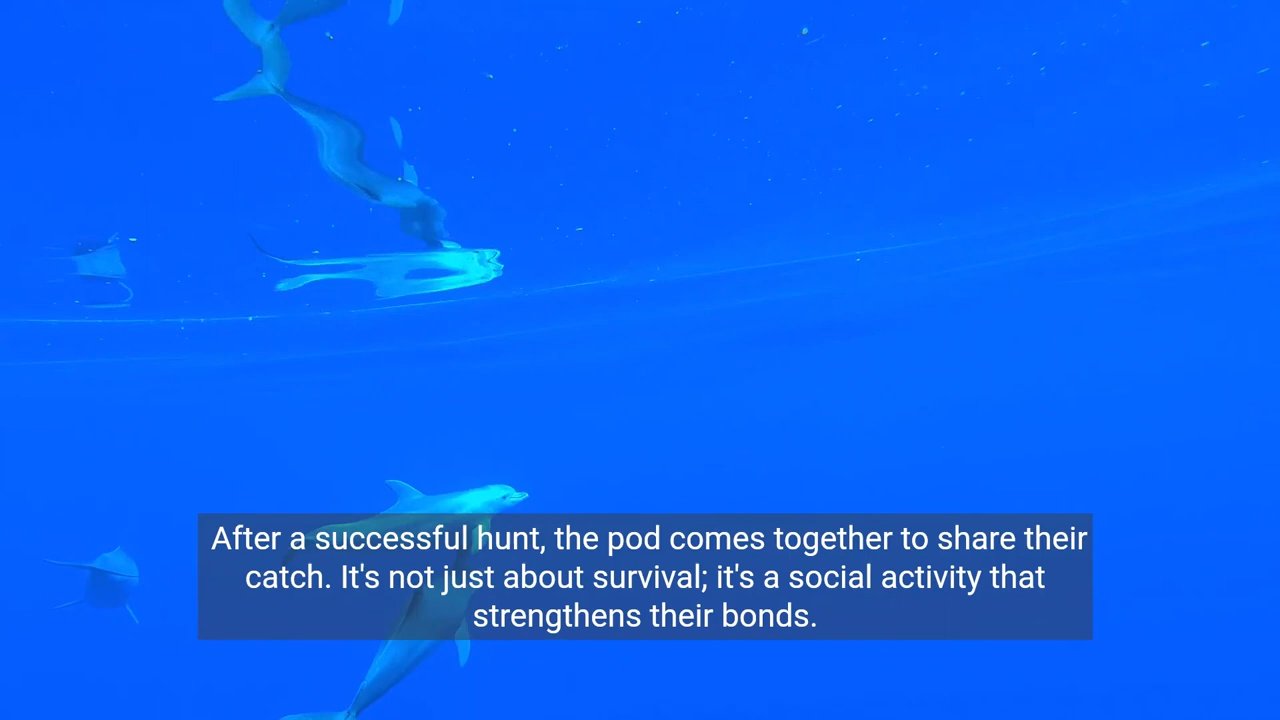 After a successful hunt, the pod comes together to share their
catch. It's not just about survival; it's a social activity that
strengthens their bonds.